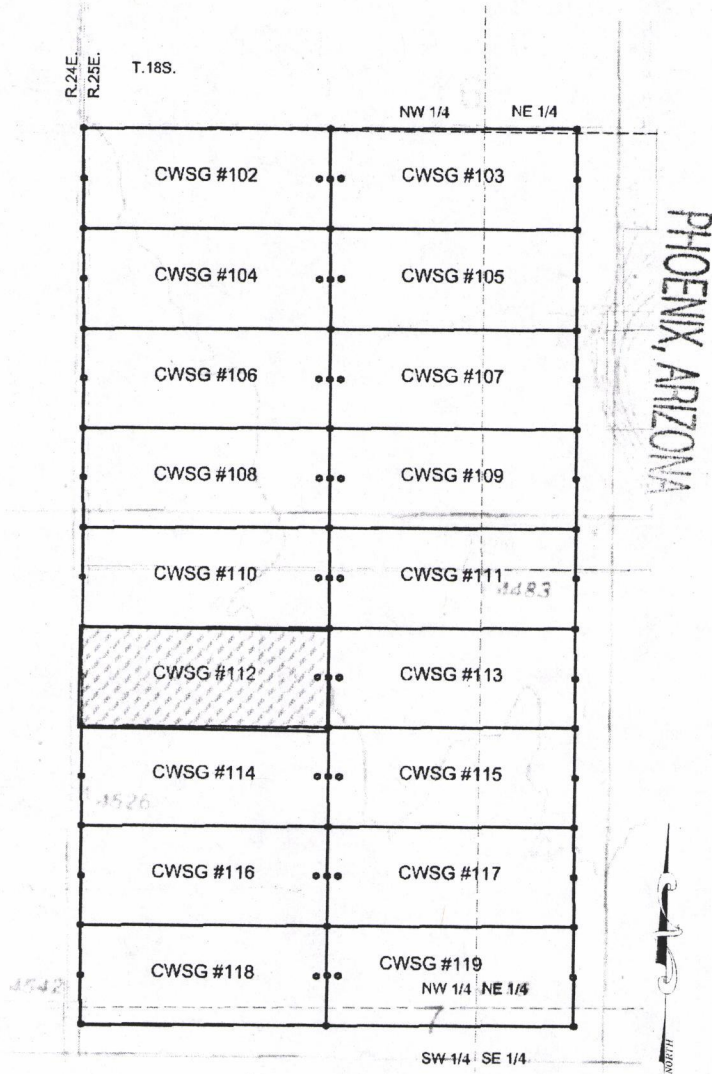 R.24E.
R.25E.
T.18S.
NW 1/4 NE 1/4
CWSG #102 CWSG #103
CWSG #104 CWSG #105
CWSG #106 CWSG #107
CWSG #108 CWSG #109
CWSG #110 CWSG #111
4483
CWSG #112 CWSG #113
CWSG #114 CWSG #115
4526
CWSG #116 CWSG #117
CWSG #118 CWSG #119
4542
NW 1/4 NE 1/4
7
SW 1/4 SE 1/4
PHOENIX, ARIZONA
NORTH